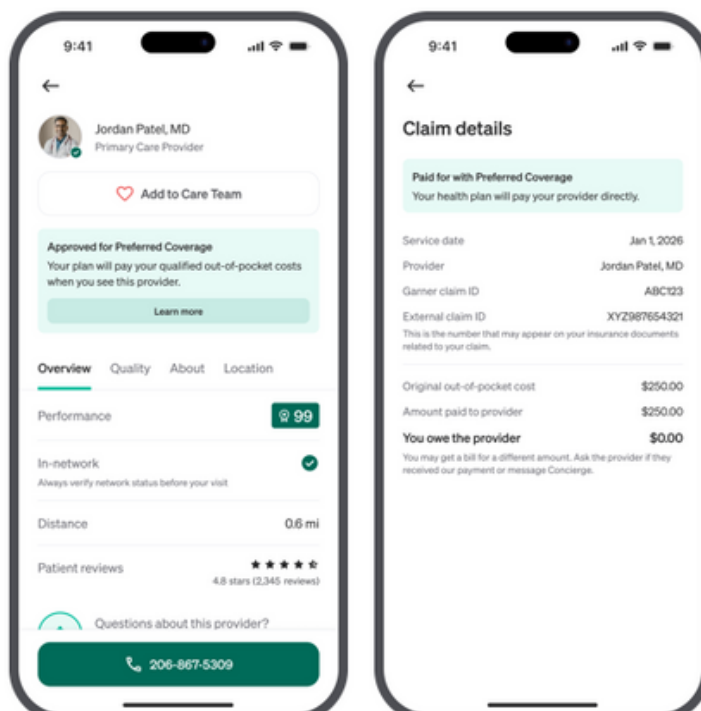 9:41
Jordan Patel, MD
Primary Care Provider
Add to Care Team
Approved for Preferred Coverage
Your plan will pay your qualified out-of-pocket costs
when you see this provider.
Learn more
Overview Quality About Location
Performance 99
In-network
Always verify network status before your visit
Distance 0.6 mi
Patient reviews
4.8 stars (2,345 reviews)
Questions about this provider?
206-867-5309
9:41
Claim details
Paid for with Preferred Coverage
Your health plan will pay your provider directly.
Service date Jan 1, 2026
Provider Jordan Patel, MD
Garner claim ID ABC123
External claim ID XYZ987654321
This is the number that may appear on your insurance documents
related to your claim.
Original out-of-pocket cost $250.00
Amount paid to provider $250.00
You owe the provider $0.00
You may get a bill for a different amount. Ask the provider if they
received our payment or message Concierge.